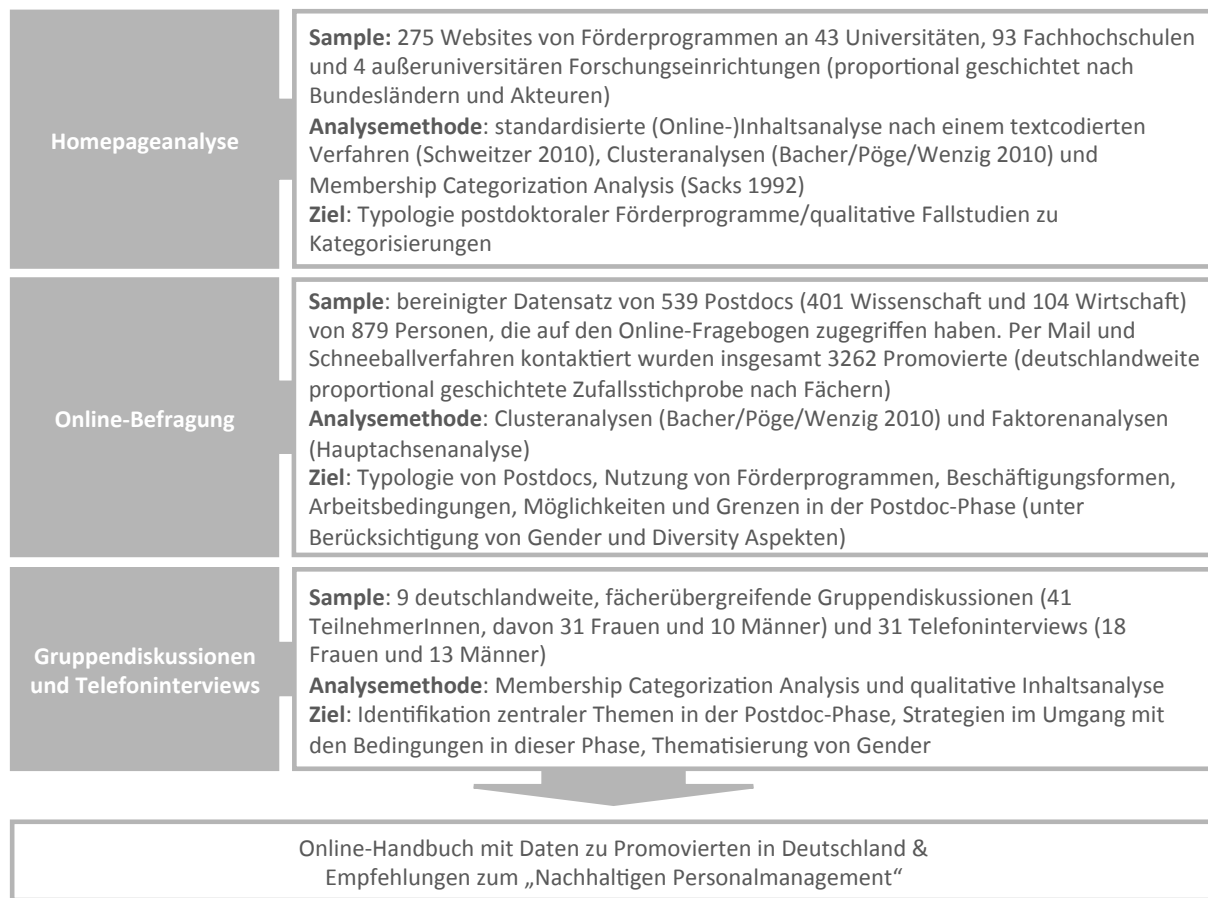 Homepageanalyse
Sample: 275 Websites von Förderprogrammen an 43 Universitäten, 93 Fachhochschulen
und 4 außeruniversitären Forschungseinrichtungen (proportional geschichtet nach
Bundesländern und Akteuren)
Analysemethode: standardisierte (Online-)Inhaltsanalyse nach einem textcodierten
Verfahren (Schweitzer 2010), Clusteranalysen (Bacher/Pöge/Wenzig 2010) und
Membership Categorization Analysis (Sacks 1992)
Ziel: Typologie postdoktoraler Förderprogramme/qualitative Fallstudien zu
Kategorisierungen
Online-Befragung
Sample: bereinigter Datensatz von 539 Postdocs (401 Wissenschaft und 104 Wirtschaft)
von 879 Personen, die auf den Online-Fragebogen zugegriffen haben. Per Mail und
Schneeballverfahren kontaktiert wurden insgesamt 3262 Promovierte (deutschlandweite
proportional geschichtete Zufallsstichprobe nach Fächern)
Analysemethode: Clusteranalysen (Bacher/Pöge/Wenzig 2010) und Faktorenanalysen
(Hauptachsenanalyse)
Ziel: Typologie von Postdocs, Nutzung von Förderprogrammen, Beschäftigungsformen,
Arbeitsbedingungen, Möglichkeiten und Grenzen in der Postdoc-Phase (unter
Berücksichtigung von Gender und Diversity Aspekten)
Gruppendiskussionen
und Telefoninterviews
Sample: 9 deutschlandweite, fächerübergreifende Gruppendiskussionen (41
TeilnehmerInnen, davon 31 Frauen und 10 Männer) und 31 Telefoninterviews (18
Frauen und 13 Männer)
Analysemethode: Membership Categorization Analysis und qualitative Inhaltsanalyse
Ziel: Identifikation zentraler Themen in der Postdoc-Phase, Strategien im Umgang mit
den Bedingungen in dieser Phase, Thematisierung von Gender
Online-Handbuch mit Daten zu Promovierten in Deutschland &
Empfehlungen zum „Nachhaltigen Personalmanagement“